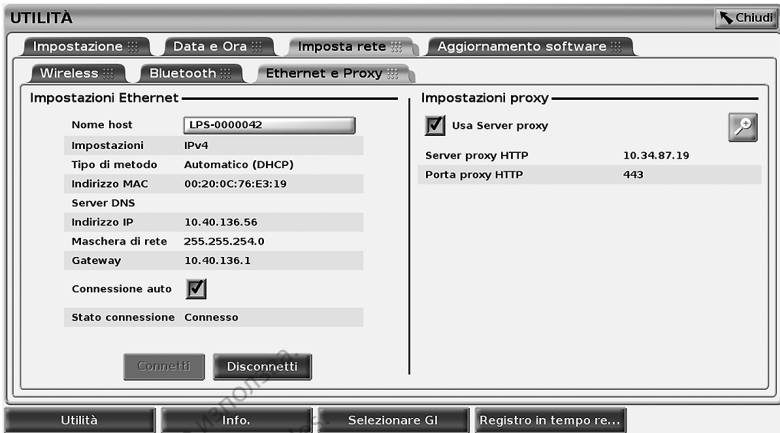 UTILITÀ
Chiudi
Impostazione Data e Ora Imposta rete Aggiornamento software
Wireless Bluetooth Ethernet e Proxy
Impostazioni Ethernet
Nome host LPS-0000042
Impostazioni IPv4
Tipo di metodo Automatico (DHCP)
Indirizzo MAC 00:20:0C:76:E3:19
Server DNS
Indirizzo IP 10.40.136.56
Maschera di rete 255.255.254.0
Gateway 10.40.136.1
Connessione auto
Stato connessione Connesso
Connetti Disconnetti
Impostazioni proxy
Usa Server proxy
Server proxy HTTP 10.34.87.19
Porta proxy HTTP 443
Utilità Info. Selezionare GI Registro in tempo re...